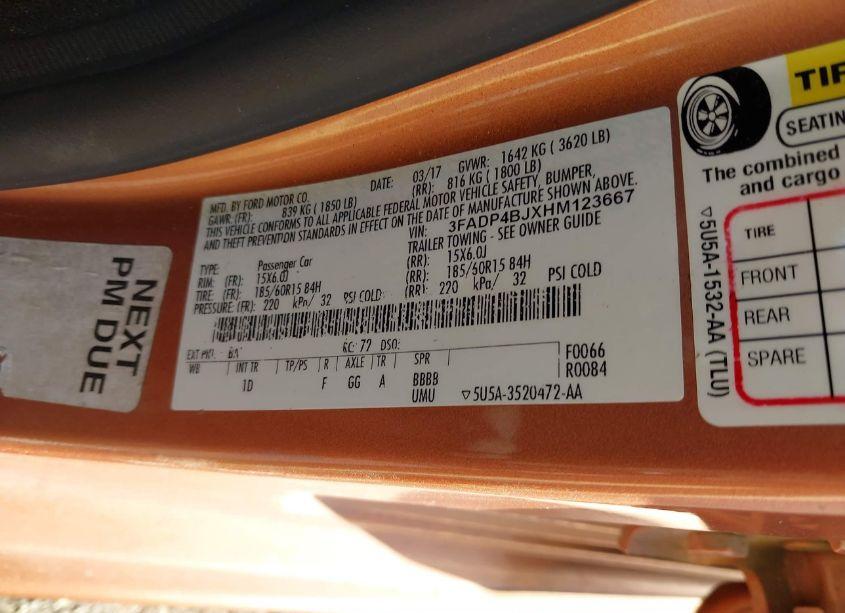 MFD. BY FORD MOTOR CO.
DATE: 03/17 GVWR: 1642 KG ( 3620 LB)
GAWR: (FR): 839 KG ( 1850 LB) (RR): 816 KG ( 1800 LB)
THIS VEHICLE CONFORMS TO ALL APPLICABLE FEDERAL MOTOR VEHICLE SAFETY, BUMPER,
AND THEFT PREVENTION STANDARDS IN EFFECT ON THE DATE OF MANUFACTURE SHOWN ABOVE.
VIN: 3FADP4BJXHM123667
TYPE: Passenger Car TRAILER TOWING - SEE OWNER GUIDE
RIM: (FR): 15X6.0J (RR): 15X6.0J
TIRE: (FR): 185/60R15 84H (RR): 185/60R15 84H
PRESSURE: (FR): 220 kPa/ 32 PSI COLD (RR): 220 kPa/ 32 PSI COLD
EXT PNT: RC: 72 DSO:
WB INT TR TP/PS R AXLE TR SPR
1D F GG A BBBB
UMU
F0066
R0084
▽5U5A-3520472-AA
NEXT
PM DUE
TIR
SEATIN
The combined
and cargo
TIRE
FRONT
REAR
SPARE
▽5U5A-1532-AA (TLU)